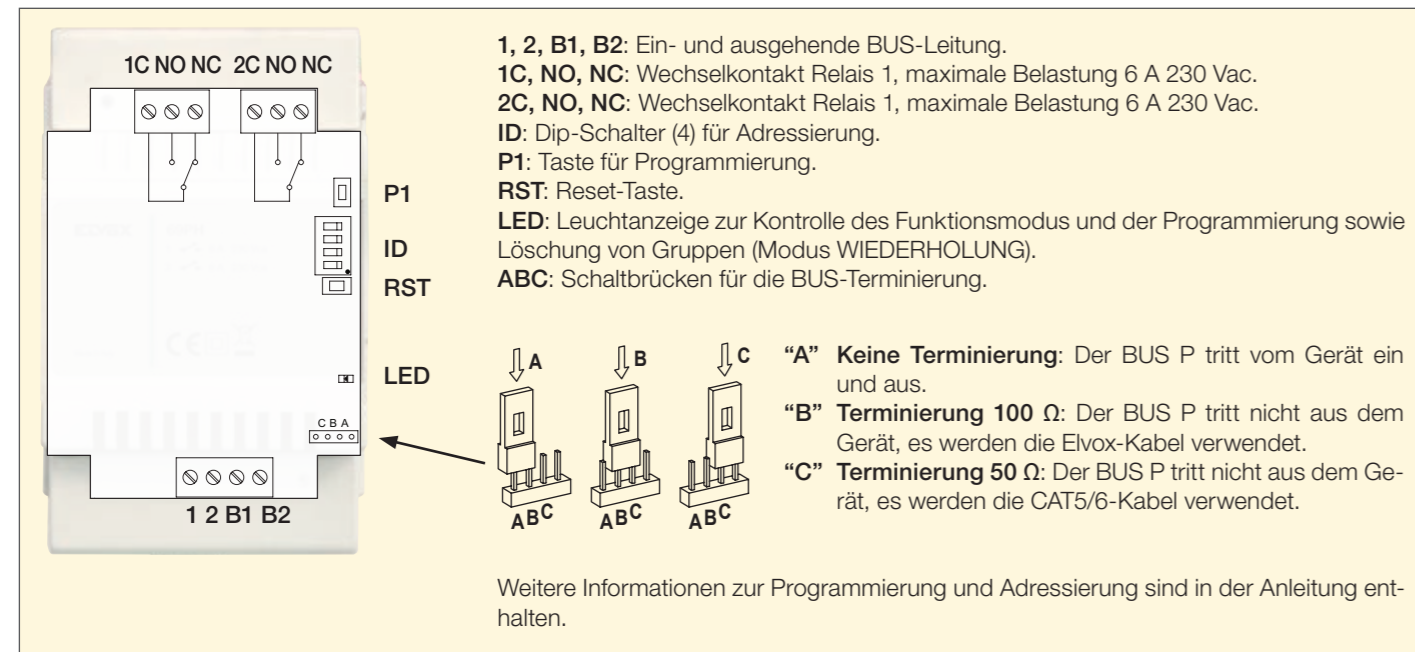 1C NO NC 2C NO NC
P1
ID
RST
LED
C B A
1 2 B1 B2
1, 2, B1, B2: Ein- und ausgehende BUS-Leitung.
1C, NO, NC: Wechselkontakt Relais 1, maximale Belastung 6 A 230 Vac.
2C, NO, NC: Wechselkontakt Relais 1, maximale Belastung 6 A 230 Vac.
ID: Dip-Schalter (4) für Adressierung.
P1: Taste für Programmierung.
RST: Reset-Taste.
LED: Leuchtanzeige zur Kontrolle des Funktionsmodus und der Programmierung sowie
Löschung von Gruppen (Modus WIEDERHOLUNG).
ABC: Schaltbrücken für die BUS-Terminierung.
A B C
ABC ABC ABC
“A” Keine Terminierung: Der BUS P tritt vom Gerät ein
und aus.
“B” Terminierung 100 Ω: Der BUS P tritt nicht aus dem
Gerät, es werden die Elvox-Kabel verwendet.
“C” Terminierung 50 Ω: Der BUS P tritt nicht aus dem Ge-
rät, es werden die CAT5/6-Kabel verwendet.
Weitere Informationen zur Programmierung und Adressierung sind in der Anleitung ent-
halten.